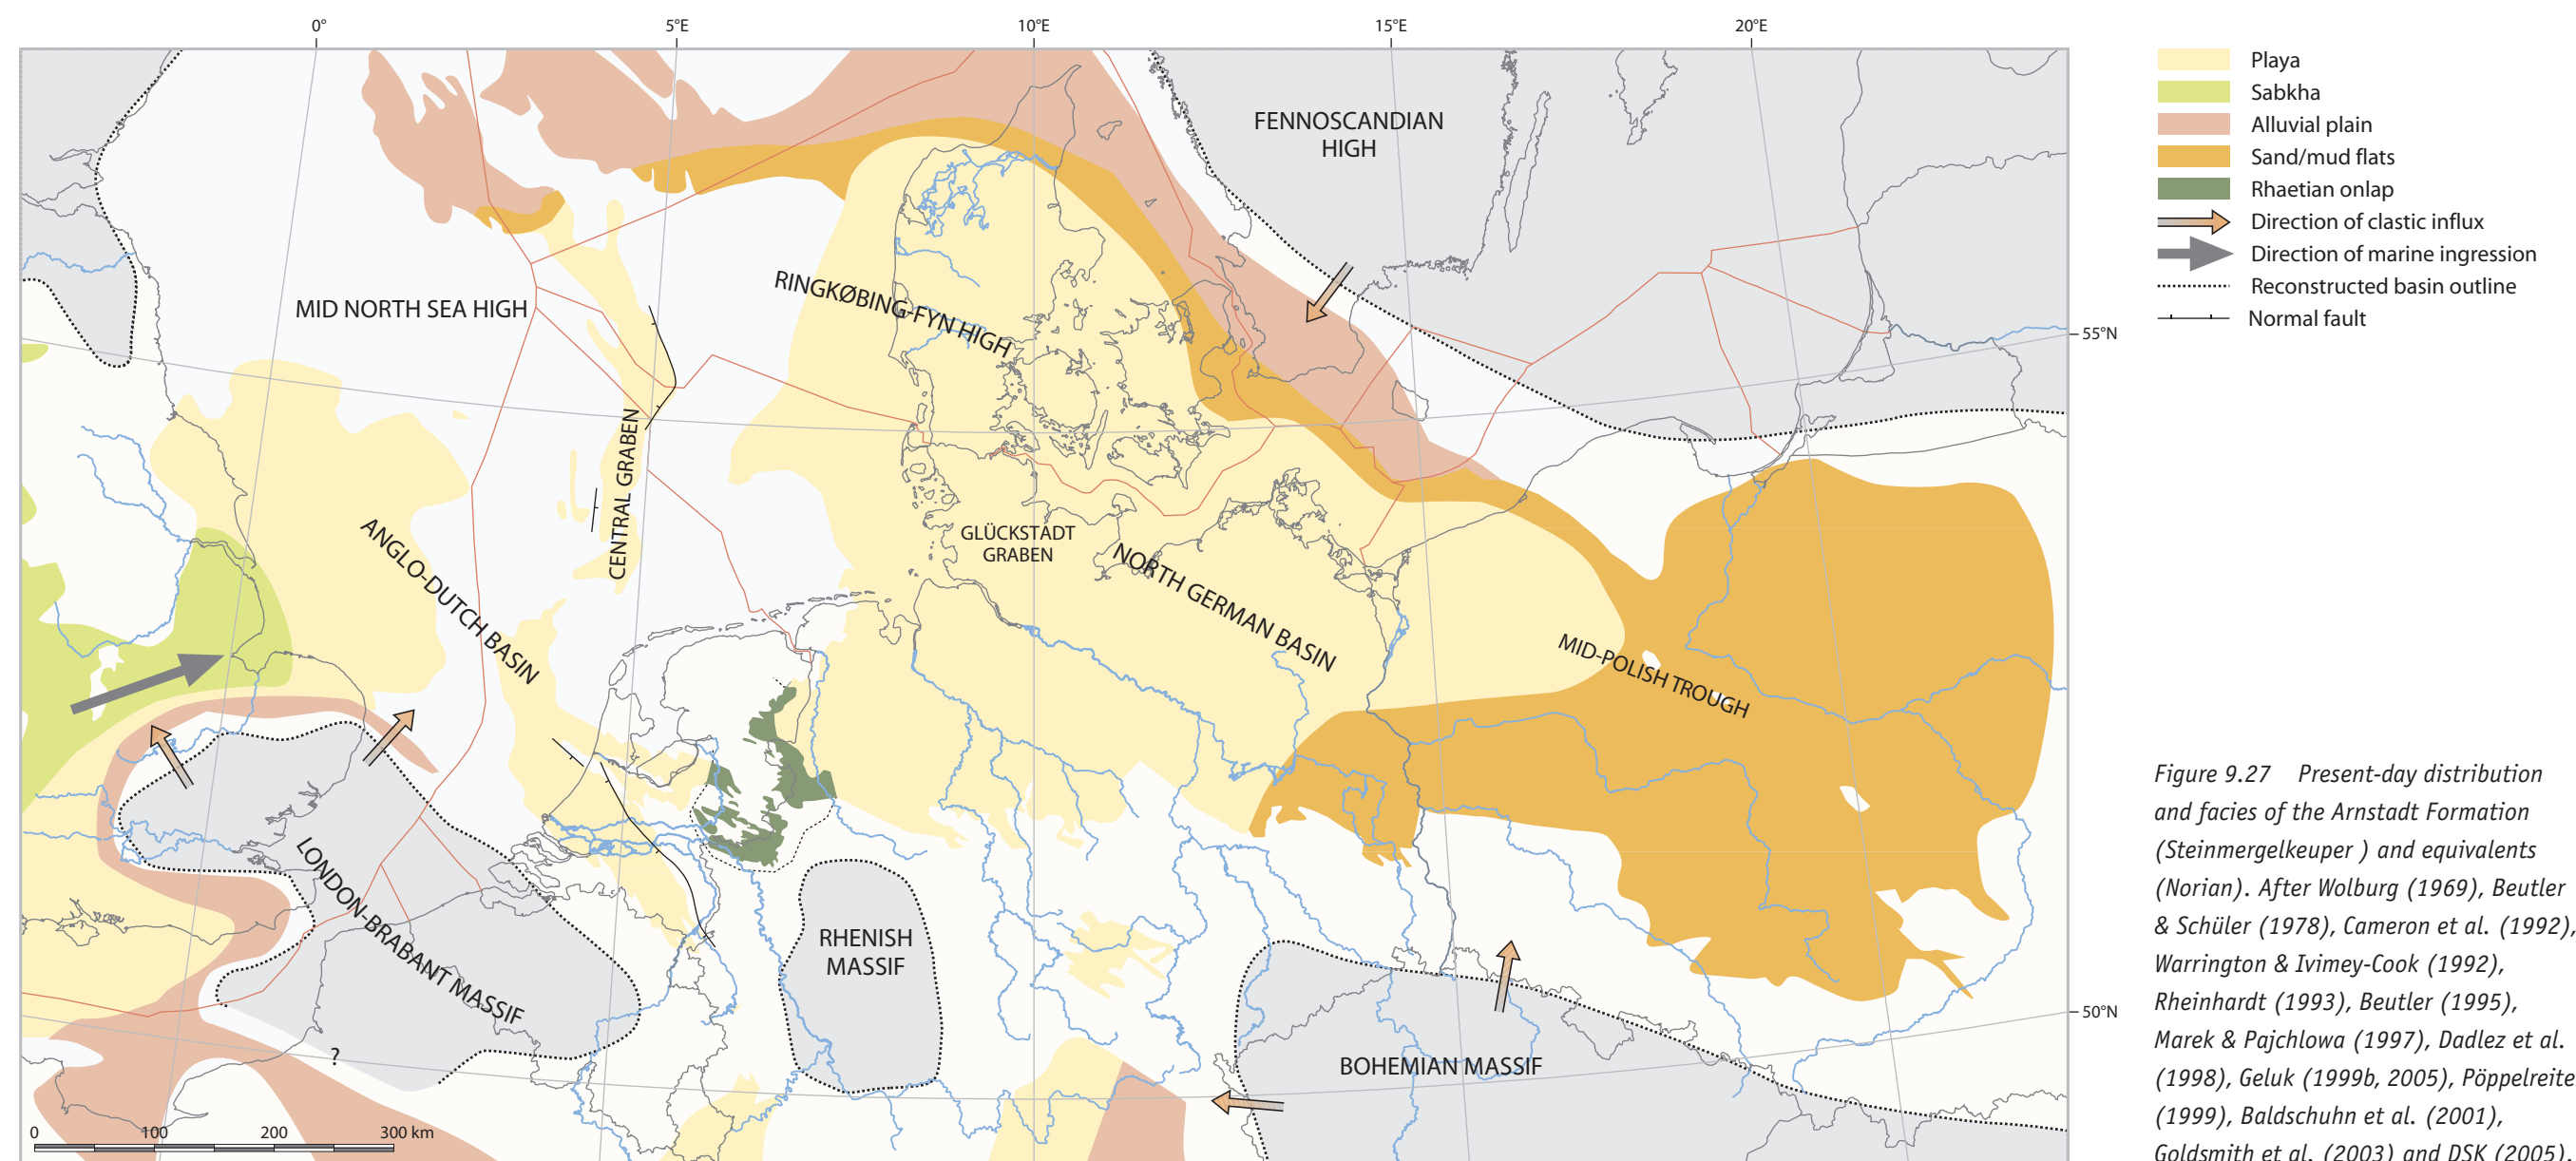 0°
5°E
10°E
15°E
20°E
FENNOSCANDIAN
HIGH
MID NORTH SEA HIGH
RINGKØBING-FYN HIGH
55°N
CENTRAL GRABEN
ANGLO-DUTCH BASIN
GLÜCKSTADT
GRABEN
NORTH GERMAN BASIN
MID-POLISH TROUGH
LONDON-BRABANT MASSIF
RHENISH
MASSIF
50°N
?
BOHEMIAN MASSIF
0
100
200
300 km
Playa
Sabkha
Alluvial plain
Sand/mud flats
Rhaetian onlap
Direction of clastic influx
Direction of marine ingression
Reconstructed basin outline
Normal fault
Figure 9.27 Present-day distribution
and facies of the Arnstadt Formation
(Steinmergelkeuper ) and equivalents
(Norian). After Wolburg (1969), Beutler
& Schüler (1978), Cameron et al. (1992),
Warrington & Ivimey-Cook (1992),
Rheinhardt (1993), Beutler (1995),
Marek & Pajchlowa (1997), Dadlez et al.
(1998), Geluk (1999b, 2005), Pöppelreite
(1999), Baldschuhn et al. (2001),
Goldsmith et al. (2003) and DSK (2005).